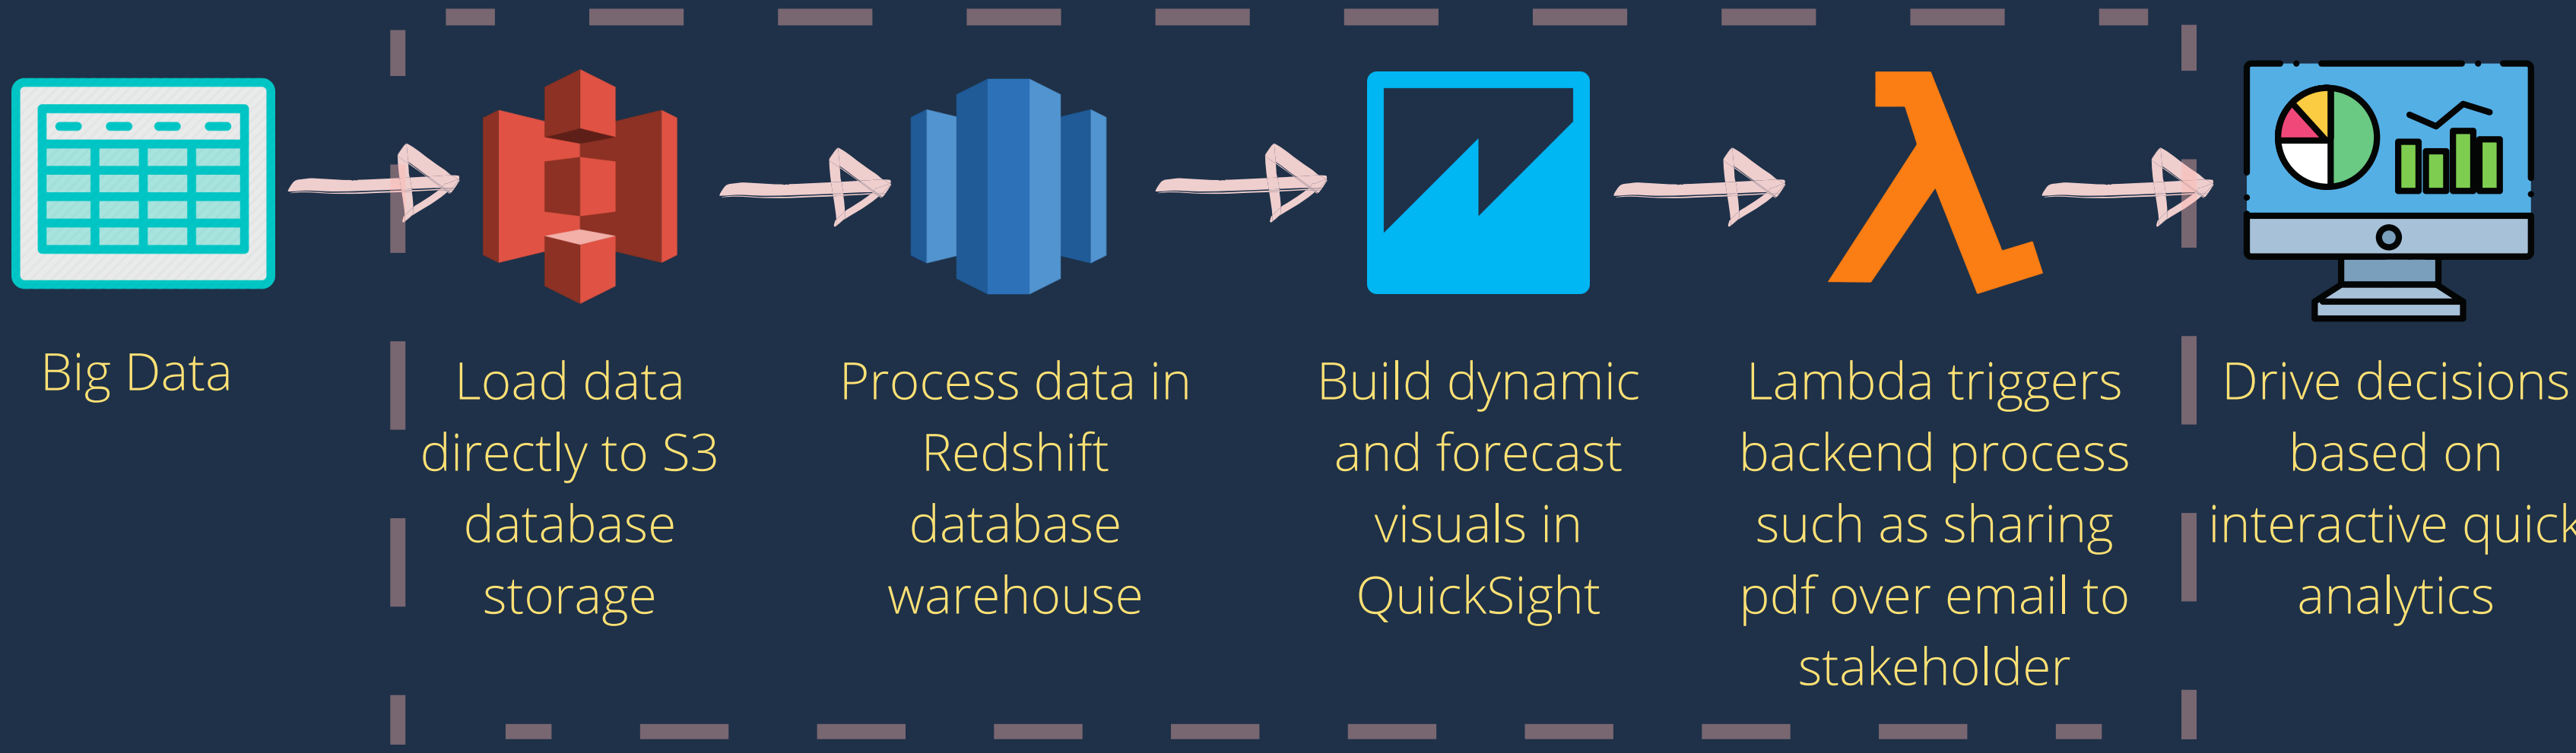 Big Data
Load data
directly to S3
database
storage
Process data in
Redshift
database
warehouse
Build dynamic
and forecast
visuals in
QuickSight
Lambda triggers
backend process
such as sharing
pdf over email to
stakeholder
Drive decisions
based on
interactive quick
analytics